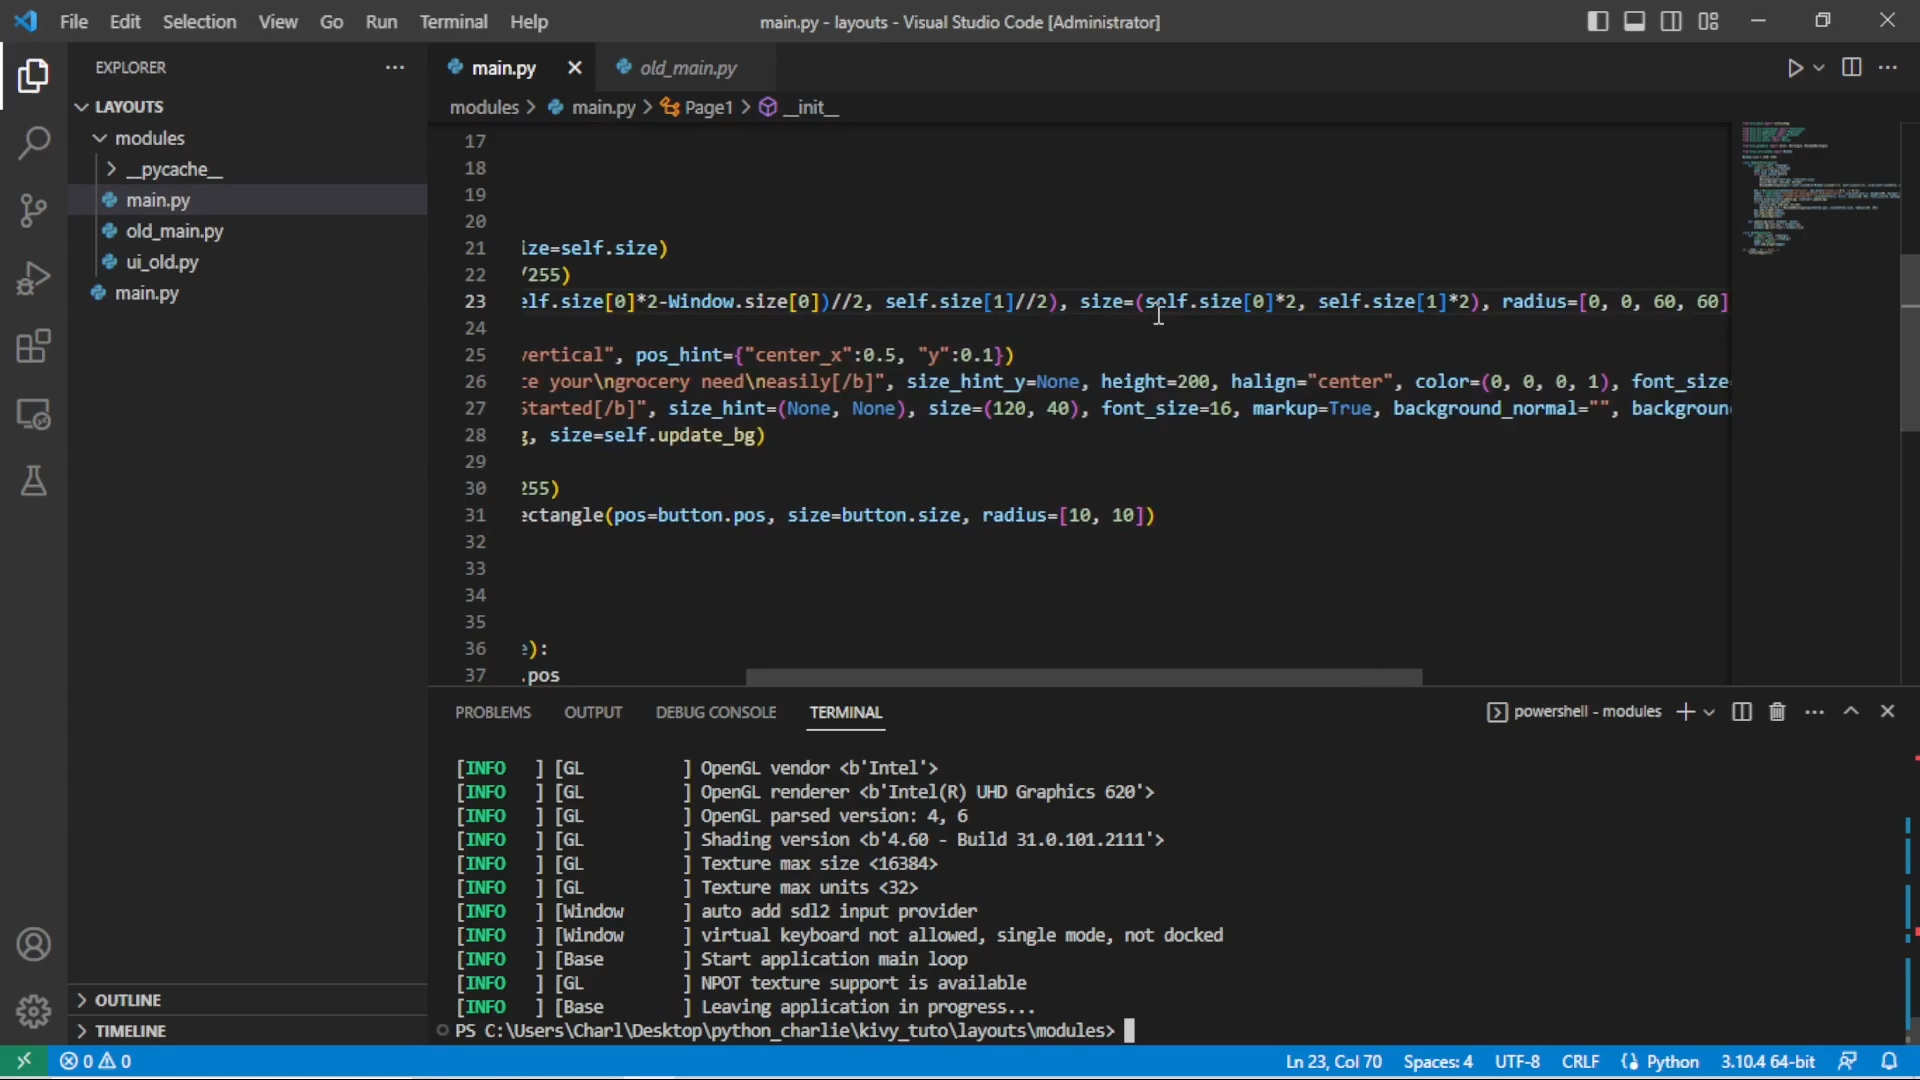 File Edit Selection View Go Run Terminal Help
main.py - layouts - Visual Studio Code [Administrator]
EXPLORER
LAYOUTS
modules
__pycache__
main.py
old_main.py
ui_old.py
main.py
OUTLINE
TIMELINE
main.py
old_main.py
modules > main.py > Page1 > __init__
17
18
19
20
21 ize=self.size)
22 /255)
23 elf.size[0]*2-Window.size[0])//2, self.size[1]//2), size=(self.size[0]*2, self.size[1]*2), radius=[0, 0, 60, 60]
24
25 vertical", pos_hint={"center_x":0.5, "y":0.1})
26 te your\ngrocery need\neasily[/b]", size_hint_y=None, height=200, halign="center", color=(0, 0, 0, 1), font_size
27 Started[/b]", size_hint=(None, None), size=(120, 40), font_size=16, markup=True, background_normal="", backgroun
28 g, size=self.update_bg)
29
30 255)
31 ectangle(pos=button.pos, size=button.size, radius=[10, 10])
32
33
34
35
36 e):
37 .pos
PROBLEMS OUTPUT DEBUG CONSOLE TERMINAL
powershell - modules
[INFO   ] [GL          ] OpenGL vendor <b'Intel'>
[INFO   ] [GL          ] OpenGL renderer <b'Intel(R) UHD Graphics 620'>
[INFO   ] [GL          ] OpenGL parsed version: 4, 6
[INFO   ] [GL          ] Shading version <b'4.60 - Build 31.0.101.2111'>
[INFO   ] [GL          ] Texture max size <16384>
[INFO   ] [GL          ] Texture max units <32>
[INFO   ] [Window      ] auto add sdl2 input provider
[INFO   ] [Window      ] virtual keyboard not allowed, single mode, not docked
[INFO   ] [Base        ] Start application main loop
[INFO   ] [GL          ] NPOT texture support is available
[INFO   ] [Base        ] Leaving application in progress...
PS C:\Users\Charl\Desktop\python_charlie\kivy_tuto\layouts\modules>
0 0
Ln 23, Col 70 Spaces: 4 UTF-8 CRLF Python 3.10.4 64-bit